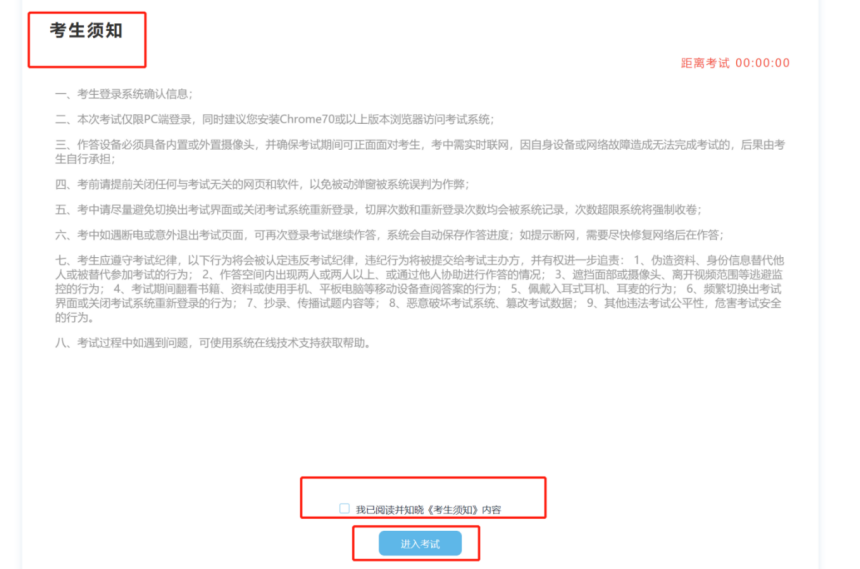 考生须知
距离考试 00:00:00
一、考生登录系统确认信息；
二、本次考试仅限PC端登录，同时建议您安装Chrome70或以上版本浏览器访问考试系统；
三、作答设备必须具备内置或外置摄像头，并确保考试期间可正面面对考生，考中需实时联网，因自身设备或网络故障造成无法完成考试的，后果由考
生自行承担；
四、考前请提前关闭任何与考试无关的网页和软件，以免被动弹窗被系统误判为作弊；
五、考中请尽量避免切换出考试界面或关闭考试系统重新登录，切屏次数和重新登录次数均会被系统记录，次数超限系统将强制收卷；
六、考中如遇断电或意外退出考试页面，可再次登录考试继续作答，系统会自动保存作答进度；如提示断网，需要尽快修复网络后在作答；
七、考生应遵守考试纪律，以下行为将会被认定违反考试纪律，违纪行为将被提交给考试主办方，并有权进一步追责： 1、伪造资料、身份信息替代他
人或被替代参加考试的行为； 2、作答空间内出现两人或两人以上、或通过他人协助进行作答的情况； 3、遮挡面部或摄像头、离开视频范围等逃避监
控的行为； 4、考试期间翻看书籍、资料或使用手机、平板电脑等移动设备查阅答案的行为； 5、佩戴入耳式耳机、耳麦的行为； 6、频繁切换出考试
界面或关闭考试系统重新登录的行为； 7、抄录、传播试题内容等； 8、恶意破坏考试系统、篡改考试数据； 9、其他违法考试公平性，危害考试安全
的行为。
八、考试过程中如遇到问题，可使用系统在线技术支持获取帮助。
我已阅读并知晓《考生须知》内容
进入考试